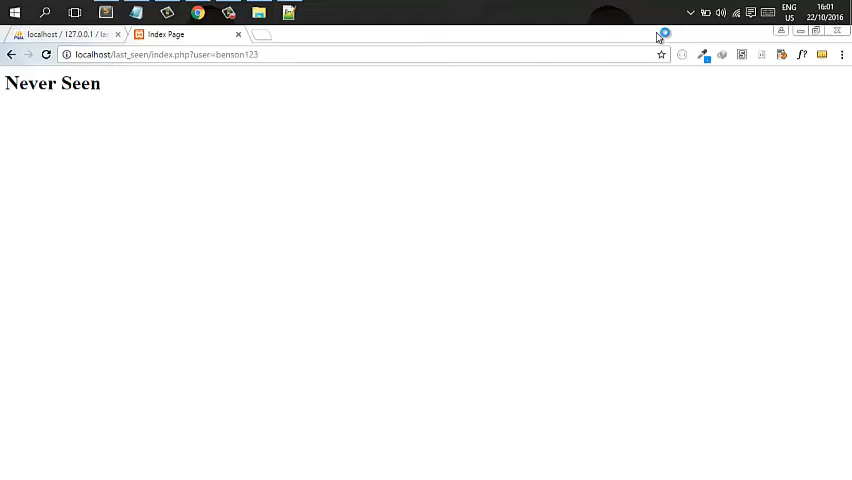 ENG
US
16:01
22/10/2016
localhost / 127.0.0.1 / la
Index Page
localhost/last_seen/index.php?user=benson123
f?
Never Seen